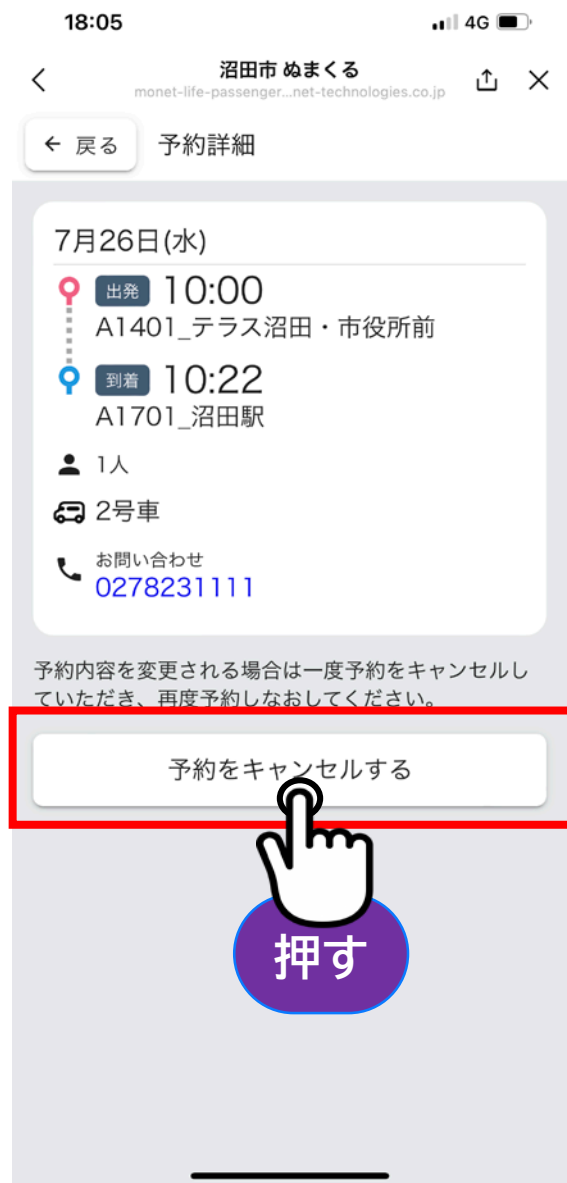 18:05
4G
沼田市 ぬまくる
monet-life-passenger...net-technologies.co.jp
← 戻る 予約詳細
7月26日(水)
出発 10:00
A1401_テラス沼田・市役所前
到着 10:22
A1701_沼田駅
1人
2号車
お問い合わせ
0278231111
予約内容を変更される場合は一度予約をキャンセルし
ていただき、再度予約しなおしてください。
予約をキャンセルする
押す